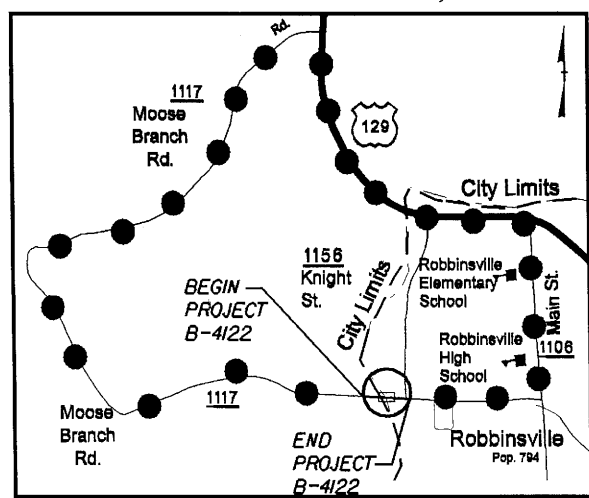 Rd.
1117
Moose
Branch
Rd.
129
City Limits
1156
Knight
St.
City Limits
Robbinsville
Elementary
School
Main St.
BEGIN
PROJECT
B-4122
Robbinsville
High
School
1106
1117
Moose
Branch
Rd.
END
PROJECT
B-4122
Robbinsville
Pop. 794